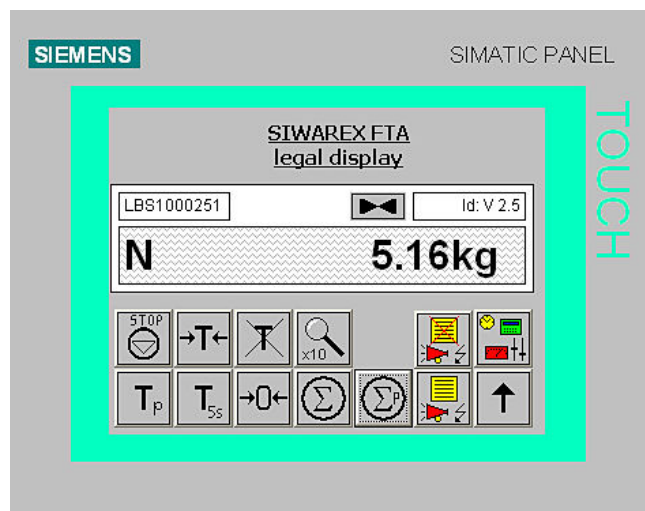 SIEMENS
SIMATIC PANEL
TOUCH
SIWAREX FTA
legal display
LBS1000251
Id: V 2.5
N 5.16kg
STOP
→T←
T
x10
Tp
T5s
→0←
Σ
Σp